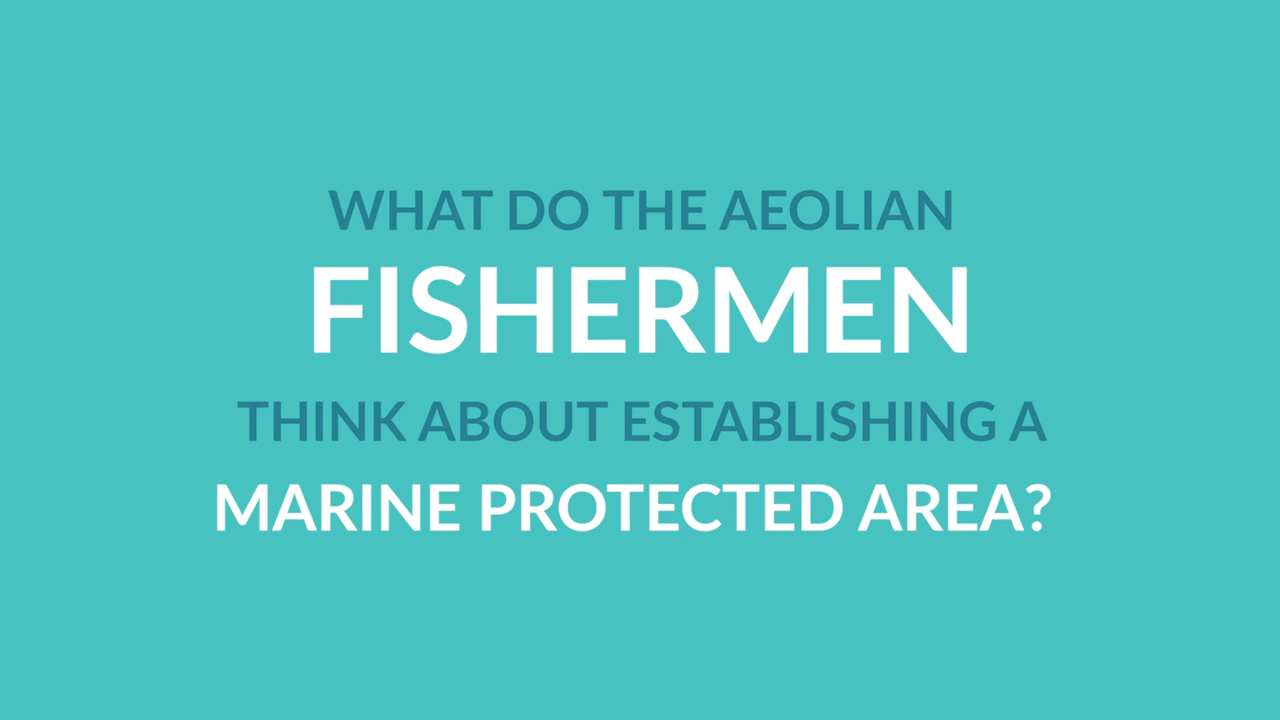 WHAT DO THE AEOLIAN
FISHERMEN
THINK ABOUT ESTABLISHING A
MARINE PROTECTED AREA?